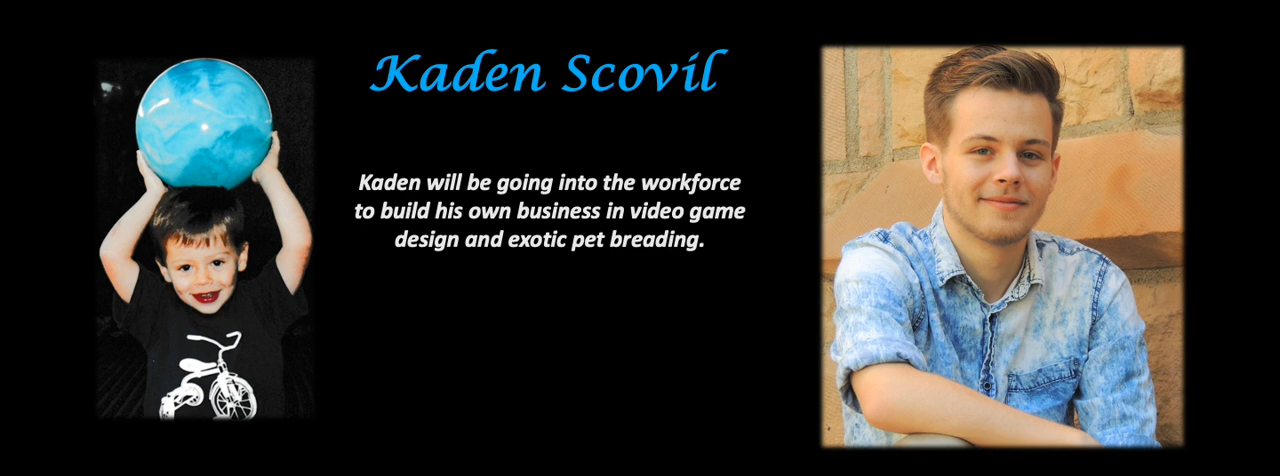 Kaden Scovil
Kaden will be going into the workforce
to build his own business in video game
design and exotic pet breading.